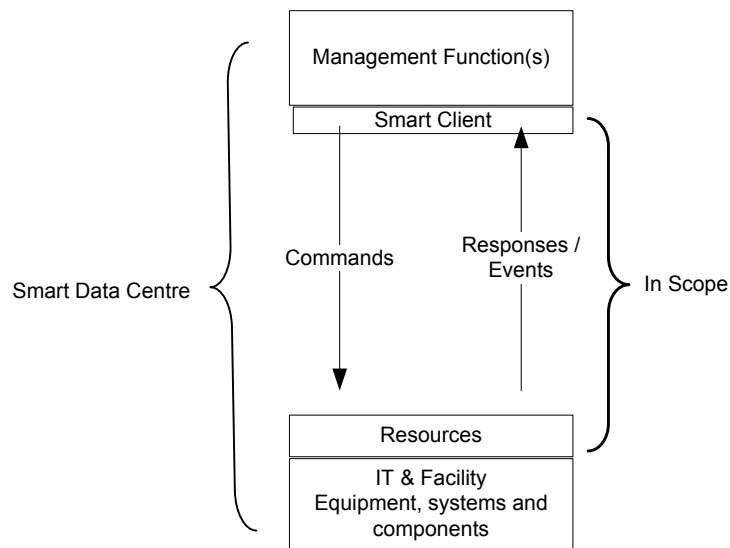 Management Function(s)
Smart Client
Commands
Responses /
Events
Smart Data Centre
In Scope
Resources
IT & Facility
Equipment, systems and
components